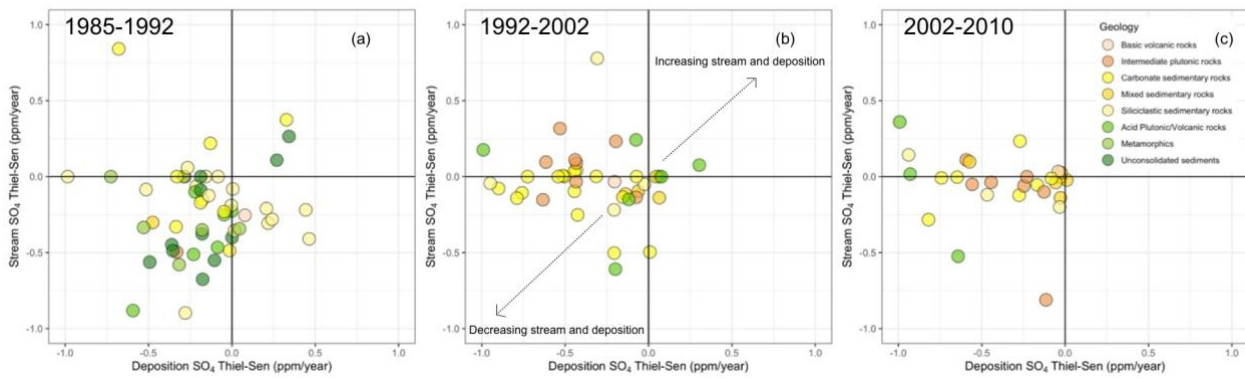 1985-1992
(a)
1.0
0.5
0.0
-0.5
-1.0
Stream SO4 Thiel-Sen (ppm/year)
-1.0
-0.5
0.0
0.5
1.0
Deposition SO4 Thiel-Sen (ppm/year)
1992-2002
(b)
Increasing stream and deposition
Decreasing stream and deposition
1.0
0.5
0.0
-0.5
-1.0
Stream SO4 Thiel-Sen (ppm/year)
-1.0
-0.5
0.0
0.5
1.0
Deposition SO4 Thiel-Sen (ppm/year)
2002-2010
(c)
Geology
Basic volcanic rocks
Intermediate plutonic rocks
Carbonate sedimentary rocks
Mixed sedimentary rocks
Siliciclastic sedimentary rocks
Acid Plutonic/Volcanic rocks
Metamorphics
Unconsolidated sediments
1.0
0.5
0.0
-0.5
-1.0
Stream SO4 Thiel-Sen (ppm/year)
-1.0
-0.5
0.0
0.5
1.0
Deposition SO4 Thiel-Sen (ppm/year)